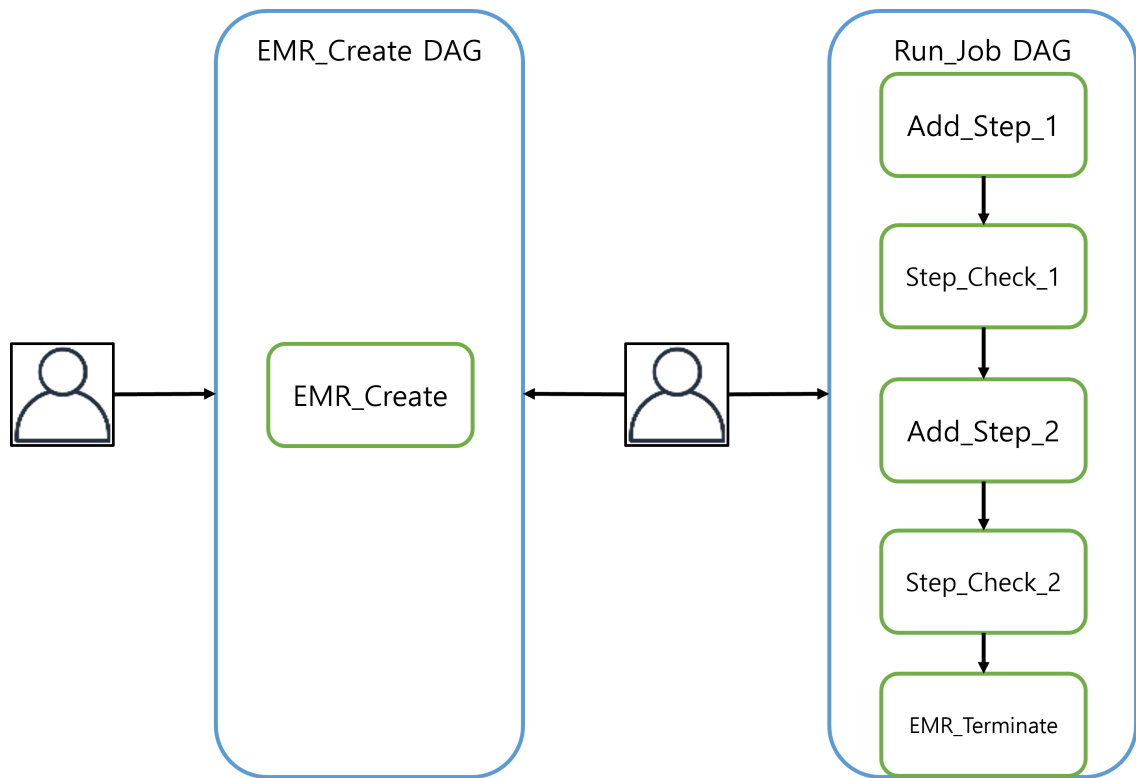 EMR_Create DAG
EMR_Create
Run_Job DAG
Add_Step_1
Step_Check_1
Add_Step_2
Step_Check_2
EMR_Terminate